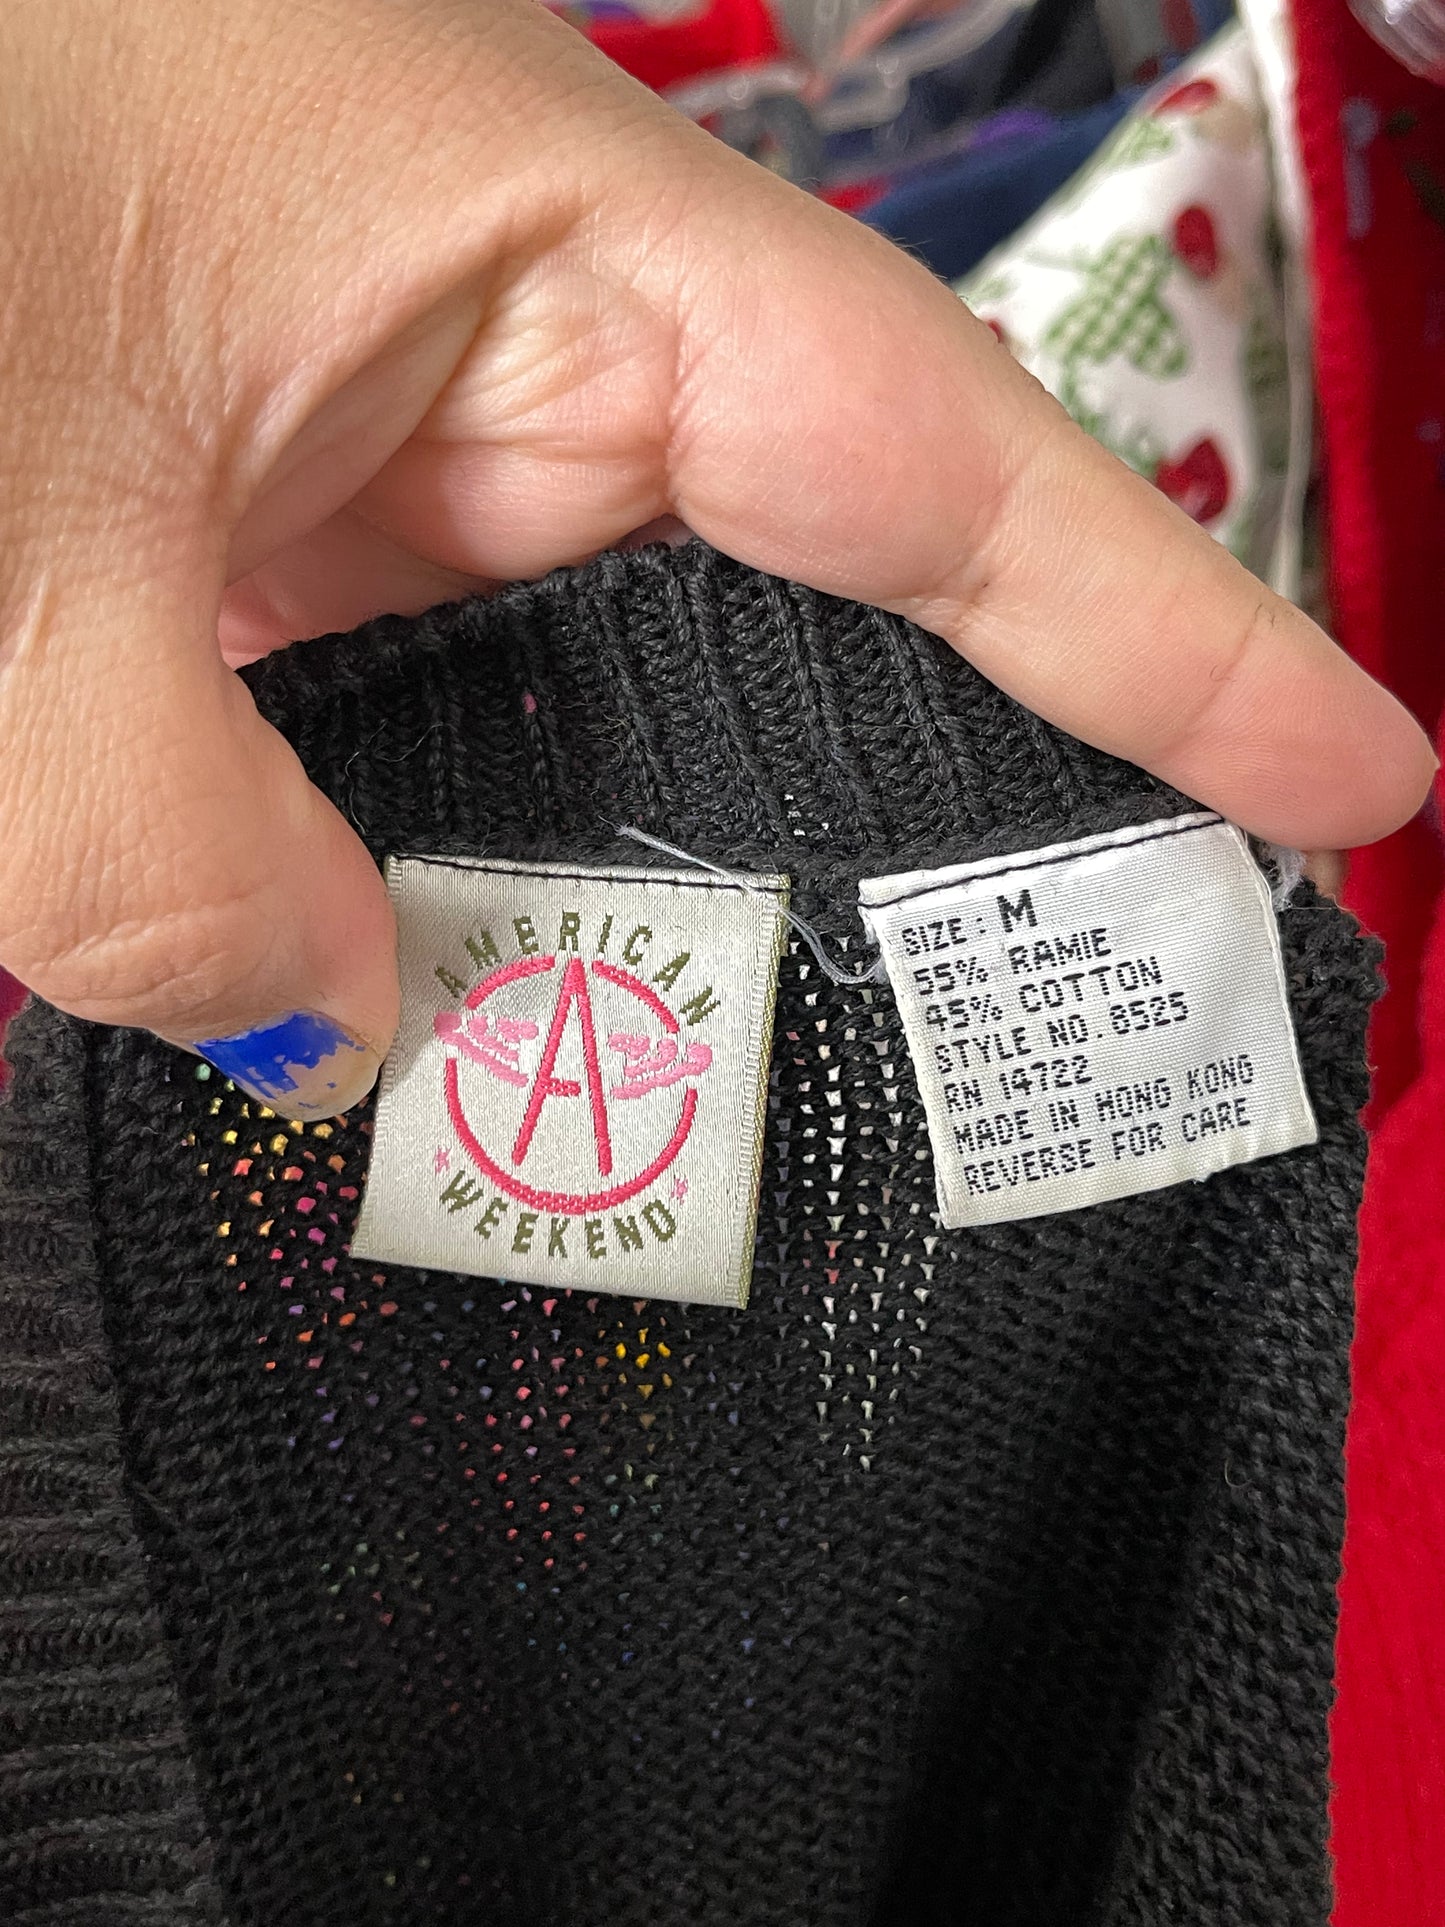 AMERICAN
A
WEEKEND
SIZE: M
55% RAMIE
45% COTTON
STYLE NO. 8525
RN 14722
MADE IN HONG KONG
REVERSE FOR CARE